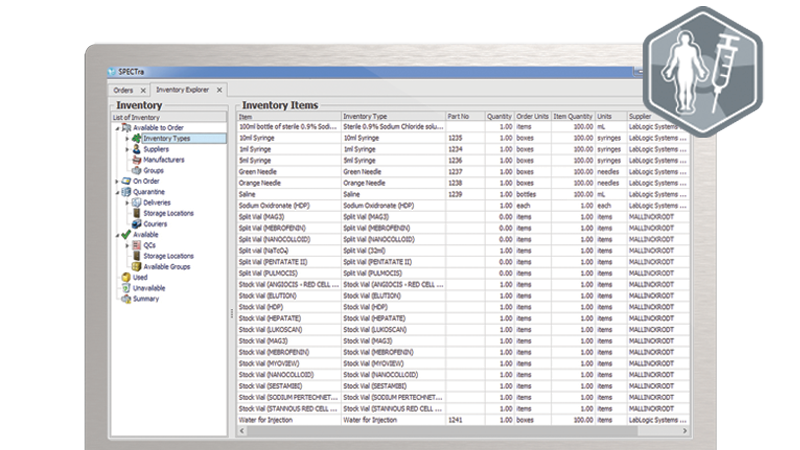 SPECTra
Orders Inventory Explorer
Inventory
List of Inventory
Available to Order
Inventory Types
Suppliers
Manufacturers
Groups
On Order
Quarantine
Deliveries
Storage Locations
Couriers
Available
QCs
Storage Locations
Available Groups
Used
Unavailable
Summary
Inventory Items
Item Inventory Type Part No Quantity Order Units Item Quantity Units Supplier
100ml bottle of sterile 0.9% Sodi... Sterile 0.9% Sodium Chloride solu... 1.00 items 100.00 mL LabLogic Systems ...
10ml Syringe 10ml Syringe 1235 1.00 boxes 100.00 syringes LabLogic Systems ...
1ml Syringe 1ml Syringe 1234 1.00 boxes 100.00 syringes LabLogic Systems ...
5ml Syringe 5ml Syringe 1236 1.00 boxes 100.00 syringes LabLogic Systems ...
Green Needle Green Needle 1237 1.00 boxes 100.00 needles LabLogic Systems ...
Orange Needle Orange Needle 1238 1.00 boxes 100.00 needles LabLogic Systems ...
Saline Saline 1239 1.00 bottles 100.00 mL LabLogic Systems ...
Sodium Oxidronate (HDP) Sodium Oxidronate (HDP) 1.00 each 1.00 each LabLogic Systems ...
Split Vial (MAG3) Split Vial (MAG3) 0.00 items 0.00 items MALLINCKRODT
Split Vial (MEBROFENIN) Split Vial (MEBROFENIN) 0.00 items 0.00 items MALLINCKRODT
Split Vial (NANOCOLLOID) Split Vial (NANOCOLLOID) 0.00 items 0.00 items MALLINCKRODT
Split Vial (NaTcO4) Split Vial (32ml) 1.00 items 0.00 items MALLINCKRODT
Split Vial (PENTATATE II) Split Vial (PENTATATE II) 0.00 items 0.00 items MALLINCKRODT
Split Vial (PULMOCIS) Split Vial (PULMOCIS) 0.00 items 0.00 items MALLINCKRODT
Stock Vial (ANGIOCIS - RED CELL ... Stock Vial (ANGIOCIS - RED CELL ... 1.00 items 1.00 items MALLINCKRODT
Stock Vial (ELUTION) Stock Vial (ELUTION) 1.00 items 1.00 items MALLINCKRODT
Stock Vial (HDP) Stock Vial (HDP) 1.00 items 1.00 items MALLINCKRODT
Stock Vial (HEPATATE) Stock Vial (HEPATATE) 1.00 items 1.00 items MALLINCKRODT
Stock Vial (LUKOSCAN) Stock Vial (LUKOSCAN) 1.00 items 1.00 items MALLINCKRODT
Stock Vial (MAG3) Stock Vial (MAG3) 1.00 items 1.00 items MALLINCKRODT
Stock Vial (MEBROFENIN) Stock Vial (MEBROFENIN) 1.00 items 1.00 items MALLINCKRODT
Stock Vial (MYOVIEW) Stock Vial (MYOVIEW) 1.00 items 1.00 items MALLINCKRODT
Stock Vial (NANOCOLLOID) Stock Vial (NANOCOLLOID) 1.00 items 1.00 items MALLINCKRODT
Stock Vial (SESTAMIBI) Stock Vial (SESTAMIBI) 1.00 items 1.00 items MALLINCKRODT
Stock Vial (SODIUM PERTECHNET... Stock Vial (SODIUM PERTECHNET... 1.00 items 1.00 items MALLINCKRODT
Stock Vial (STANNOUS RED CELL ... Stock Vial (STANNOUS RED CELL ... 1.00 items 1.00 items MALLINCKRODT
Water for Injection Water for Injection 1241 1.00 boxes 100.00 items LabLogic Systems ...